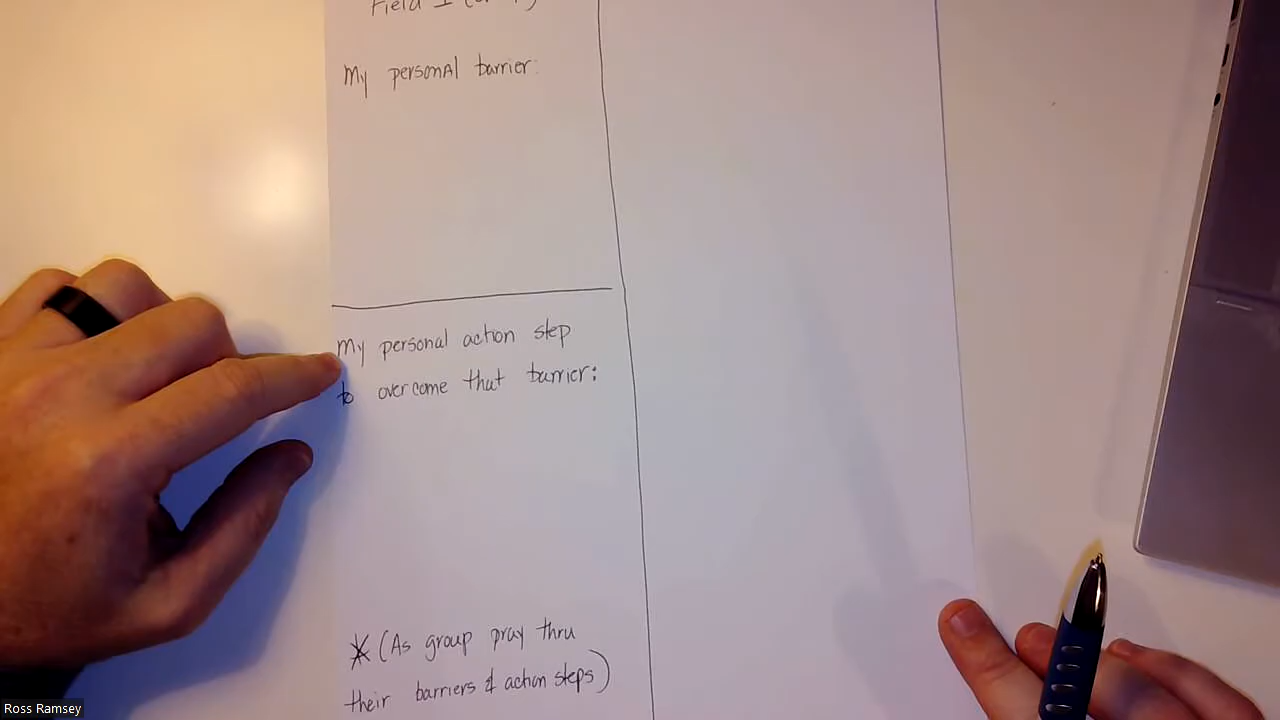 My personal barrier:
My personal action step
to overcome that barrier:
* (As group pray thru
their barriers & action steps)
Ross Ramsey